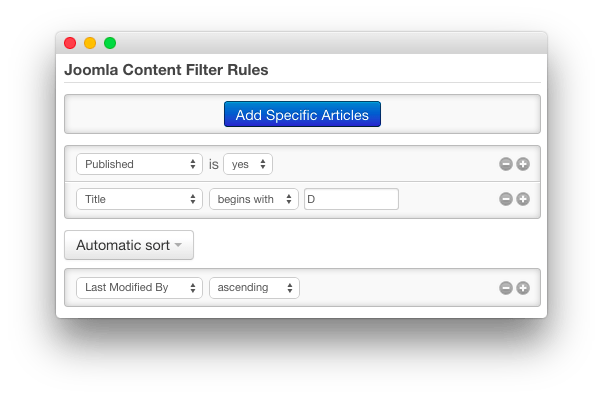 Joomla Content Filter Rules
Add Specific Articles
Published is yes
Title begins with D
Automatic sort
Last Modified By ascending